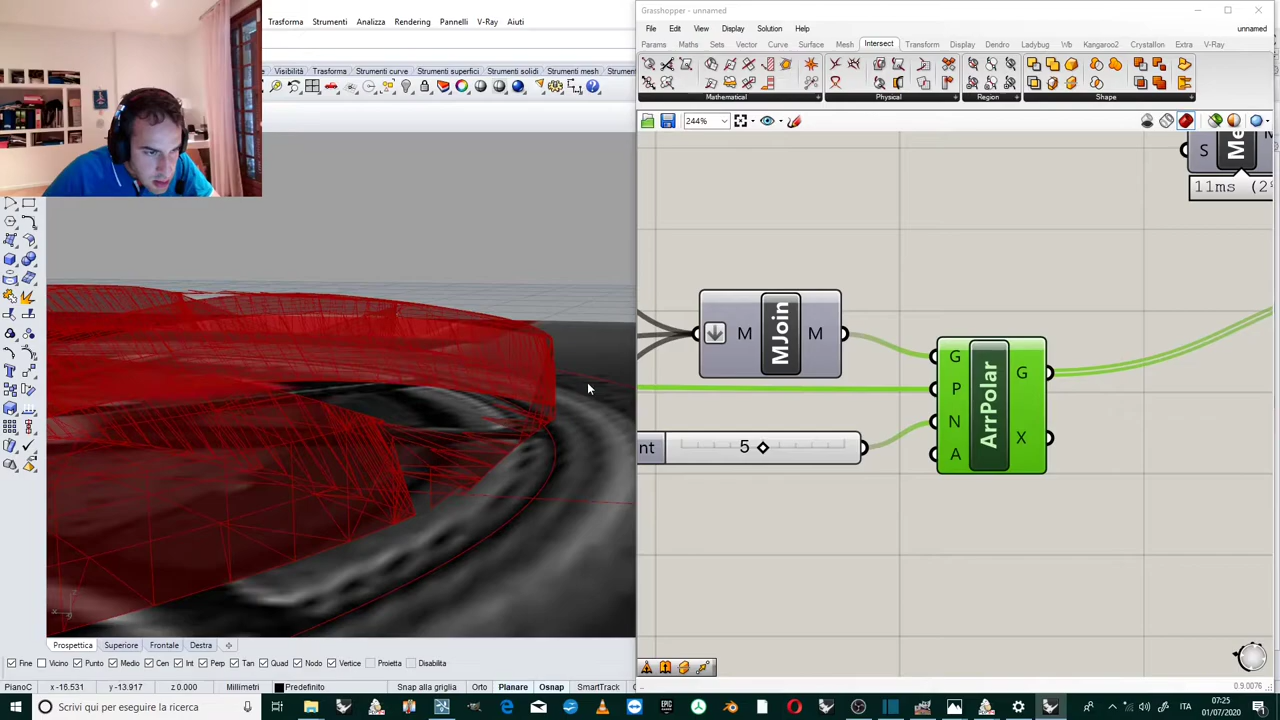 Trasforma Strumenti Analizza Rendering Pannelli V-Ray Aiuti
Visibilità Trasforma Strumenti curve Strumenti superfici Strumenti solidi Strumenti mesh
Grasshopper - unnamed
File Edit View Display Solution Help
unnamed
Params Maths Sets Vector Curve Surface Mesh Intersect Transform Display Dendro Ladybug Wb Kangaroo2 Crystallon Extra V-Ray
Mathematical Physical Region Shape
244%
S
Me
11ms (2%
M MJoin M
G
P
N
A
ArrPolar
G
X
nt 5
Prospettica Superiore Frontale Destra
Fine Vicino Punto Medio Cen Int Perp Tan Quad Nodo Vertice Proietta Disabilita
PianoC x -16.531 y -13.917 z 0.000 Millimetri Predefinito Snap alla griglia Orto Planare Osnap SmartTrack
0.9.0076
Scrivi qui per eseguire la ricerca
ITA
07:25
01/07/2020